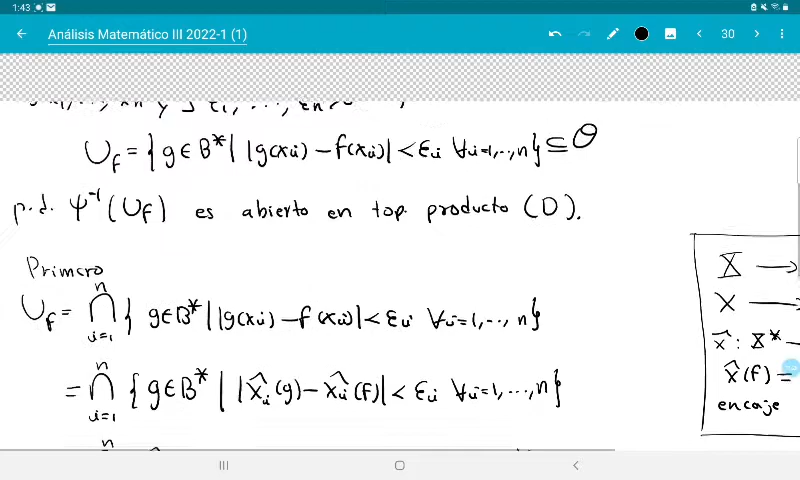 1:43
Análisis Matemático III 2022-1 (1)
30
U_f = { g ∈ B* | |g(x_i) − f(x_i)| < ε_i ∀i=1,..,n} ⊆ O
p.d. Ψ⁻¹(U_f) es abierto en top producto (D).
Primero
U_f = ⋂_{i=1}^{n} { g∈B* | |g(x_i) − f(x_i)| < ε_i ∀i=1,..,n}
= ⋂_{i=1}^{n} { g∈B* | |x̂_i(g) − x̂_i(f)| < ε_i ∀i=1,..,n}
n
X →
x →
x̂ : X* →
x̂(f) =
encaje